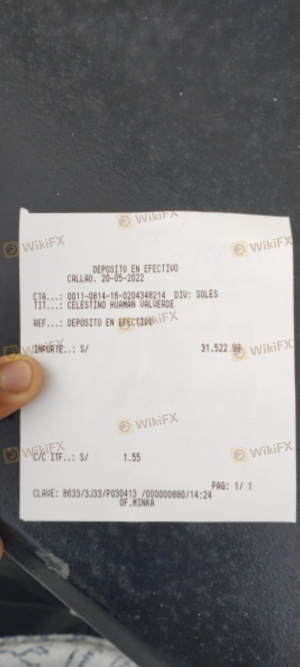 DEPOSITO EN EFECTIVO
CALLAO. 20-05-2022
CTA...: 0011-0814-16-0204348214 DIV: SOLES
TIT...: CELESTINO HUAMAN VALVERDE
REF...: DEPOSITO EN EFECTIVO
IMPORTE..: S/ 31.522.99
C/C ITF..: S/ 1.55
PAG: 1/ 1
CLAVE: 8633/3J33/P030413 /000000880/14:24
OF.MINKA
WikiFX
WikiFX
WikiFX
WikiFX
WikiFX
WikiFX
WikiFX
WikiFX
WikiFX
WikiFX